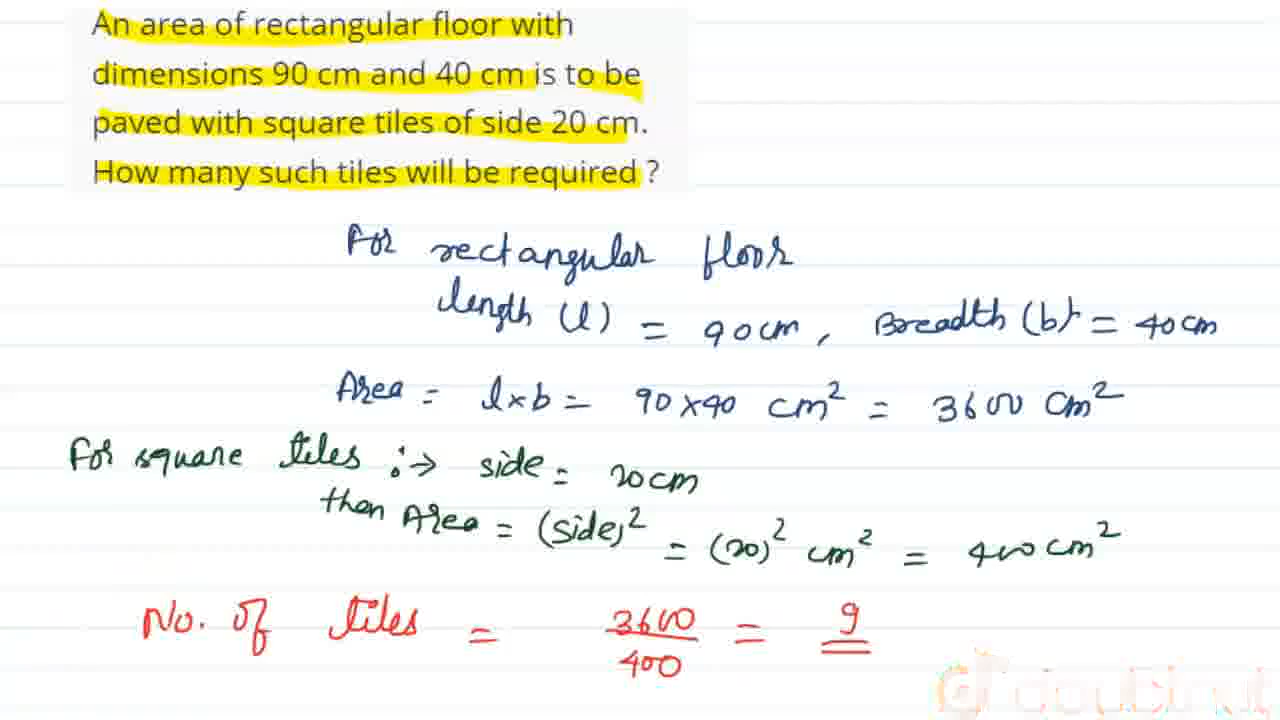 An area of rectangular floor with
dimensions 90 cm and 40 cm is to be
paved with square tiles of side 20 cm.
How many such tiles will be required ?
For rectangular floor
length (l) = 90cm, Breadth (b) = 40cm
Area = l×b = 90×40 cm² = 3600 cm²
For square tiles :→ side = 20cm
then Area = (side)² = (20)² cm² = 400cm²
No. of tiles = 3600/400 = 9
doubtnut